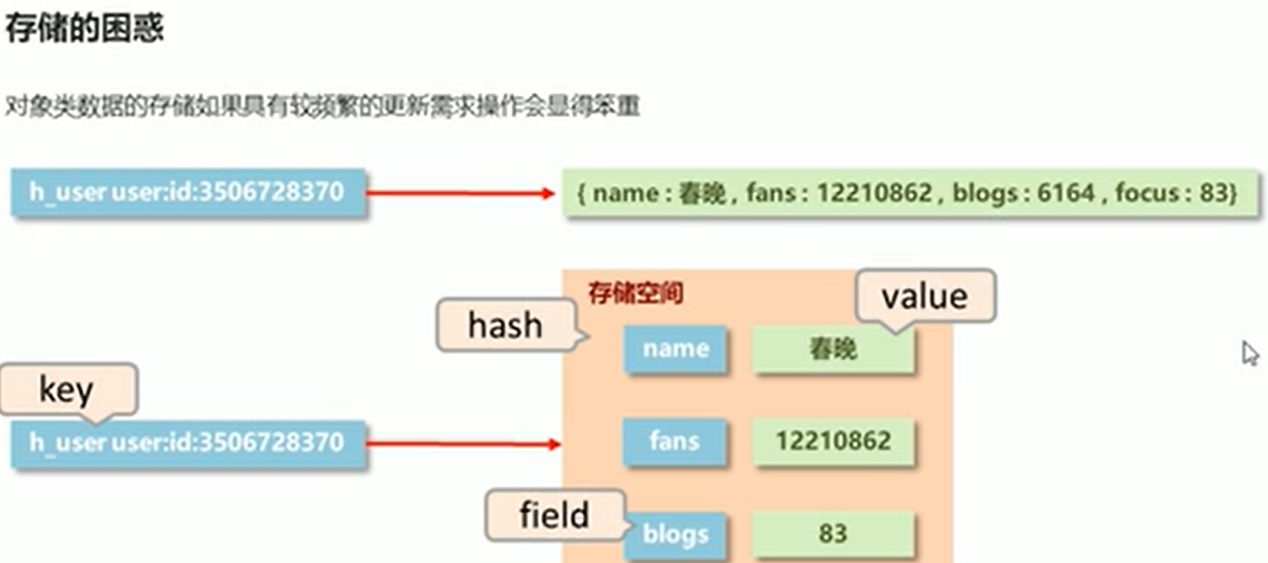 存储的困惑
对象类数据的存储如果具有较频繁的更新需求操作会显得笨重
h_user user:id:3506728370
{ name : 春晚 , fans : 12210862 , blogs : 6164 , focus : 83}
存储空间
value
hash
name
春晚
key
h_user user:id:3506728370
fans
12210862
field
blogs
83